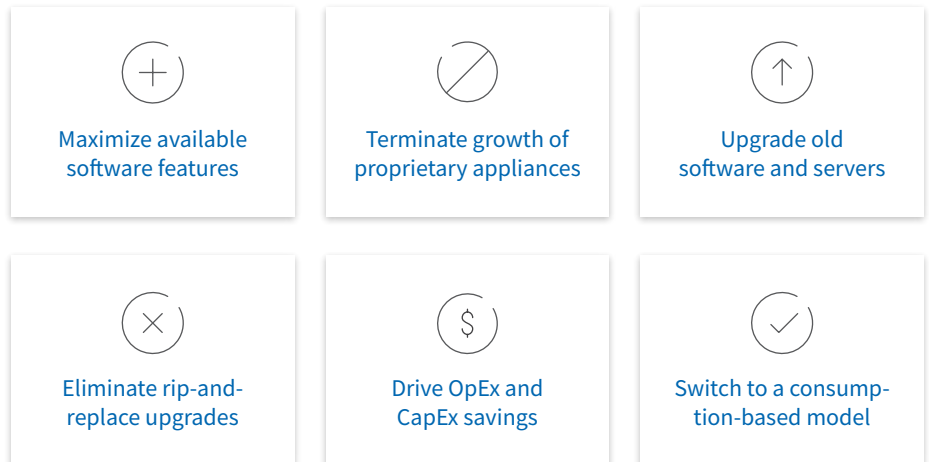 Maximize available
software features
Terminate growth of
proprietary appliances
Upgrade old
software and servers
Eliminate rip-and-
replace upgrades
$
Drive OpEx and
CapEx savings
Switch to a consump-
tion-based model